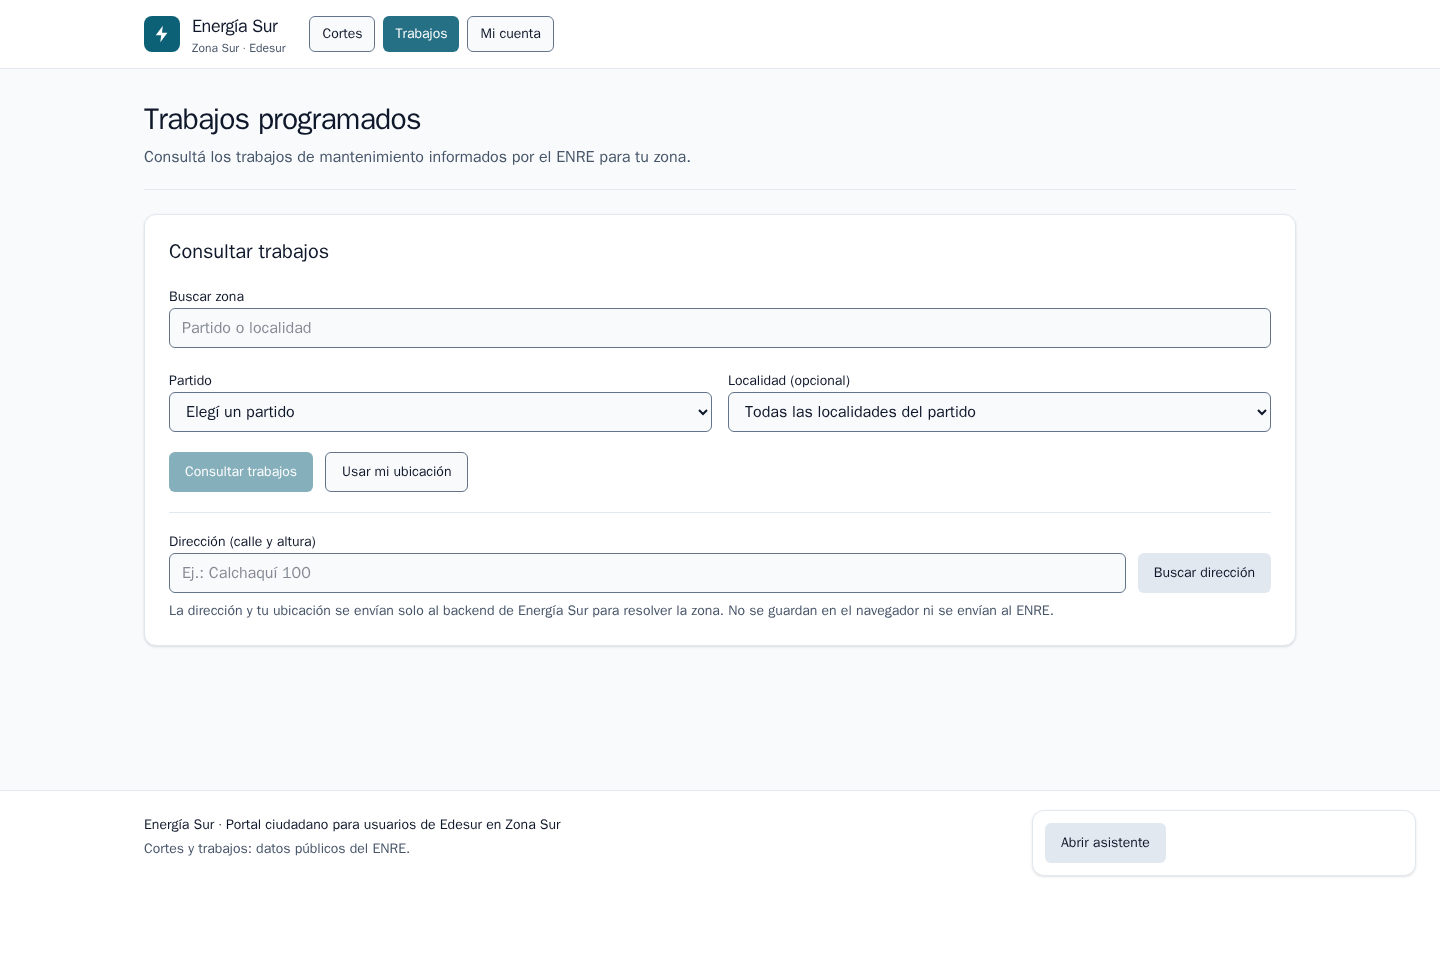 Energía Sur
Zona Sur · Edesur
Cortes
Trabajos
Mi cuenta
Trabajos programados
Consultá los trabajos de mantenimiento informados por el ENRE para tu zona.
Consultar trabajos
Buscar zona
Partido o localidad
Partido
Localidad (opcional)
Elegí un partido
Todas las localidades del partido
Consultar trabajos
Usar mi ubicación
Dirección (calle y altura)
Ej.: Calchaquí 100
Buscar dirección
La dirección y tu ubicación se envían solo al backend de Energía Sur para resolver la zona. No se guardan en el navegador ni se envían al ENRE.
Energía Sur · Portal ciudadano para usuarios de Edesur en Zona Sur
Cortes y trabajos: datos públicos del ENRE.
Abrir asistente